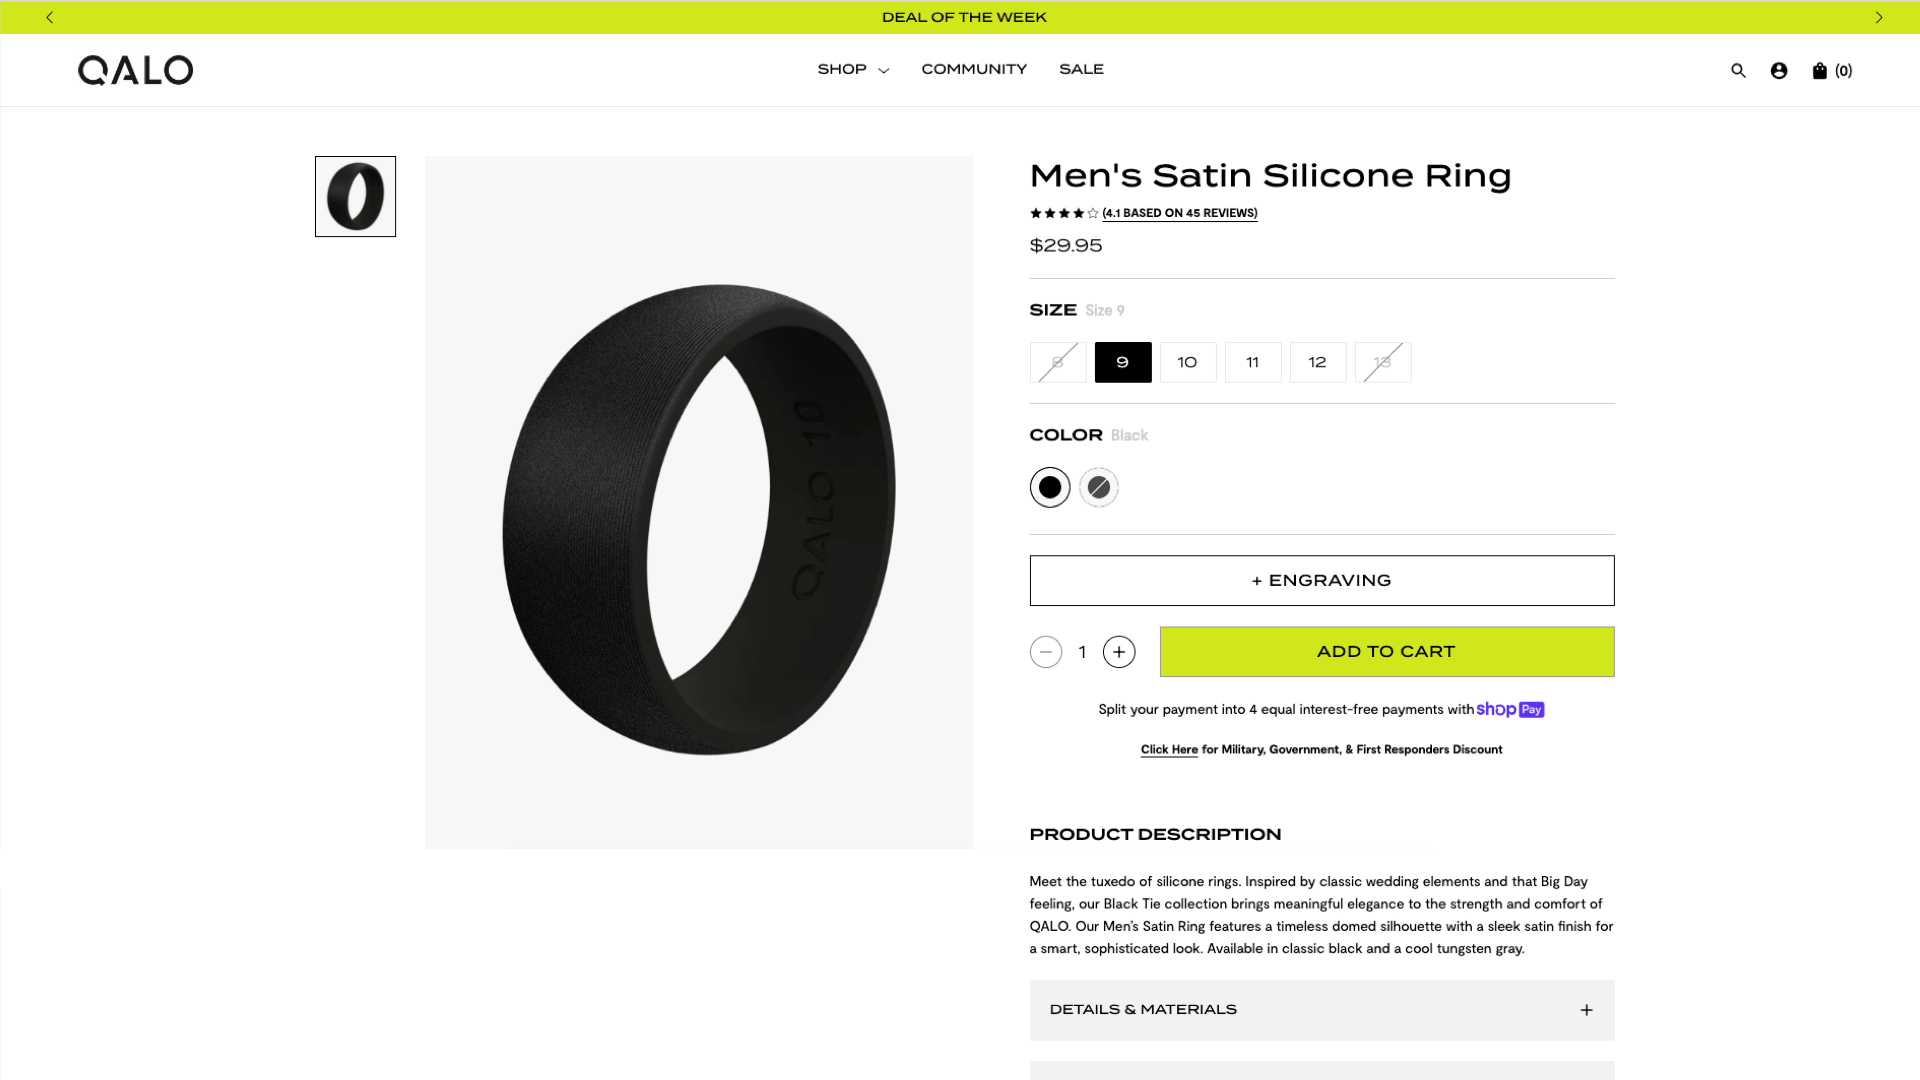 DEAL OF THE WEEK
QALO
SHOP
COMMUNITY
SALE
(0)
Men's Satin Silicone Ring
(4.1 BASED ON 45 REVIEWS)
$29.95
SIZE Size 9
8 9 10 11 12 13
COLOR Black
QALO 10
+ ENGRAVING
1
ADD TO CART
Split your payment into 4 equal interest-free payments with shop Pay
Click Here for Military, Government, & First Responders Discount
PRODUCT DESCRIPTION
Meet the tuxedo of silicone rings. Inspired by classic wedding elements and that Big Day
feeling, our Black Tie collection brings meaningful elegance to the strength and comfort of
QALO. Our Men’s Satin Ring features a timeless domed silhouette with a sleek satin finish for
a smart, sophisticated look. Available in classic black and a cool tungsten gray.
DETAILS & MATERIALS +